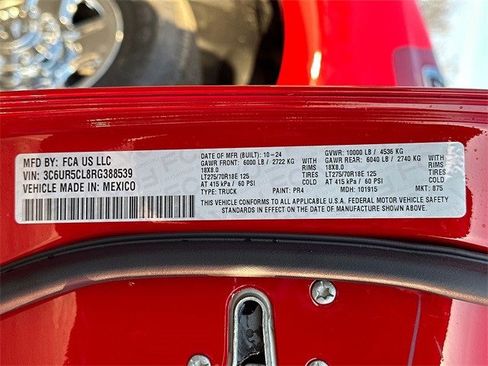 MFD BY: FCA US LLC
VIN: 3C6UR5CL8RG388539
VEHICLE MADE IN: MEXICO
DATE OF MFR (BUILT): 10-24 GVWR: 10000 LB / 4536 KG
GAWR FRONT: 6000 LB / 2722 KG GAWR REAR: 6040 LB / 2740 KG
18X8.0 RIMS 18X8.0 RIMS
LT275/70R18E 125 TIRES LT275/70R18E 125 TIRES
AT 415 kPa / 60 PSI COLD AT 415 kPa / 60 PSI COLD
TYPE: TRUCK PAINT: PR4 MDH: 101915 MKT: 875
THIS VEHICLE CONFORMS TO ALL APPLICABLE U.S.A. FEDERAL MOTOR VEHICLE SAFETY
STANDARDS IN EFFECT ON THE DATE OF MANUFACTURE SHOWN ABOVE.